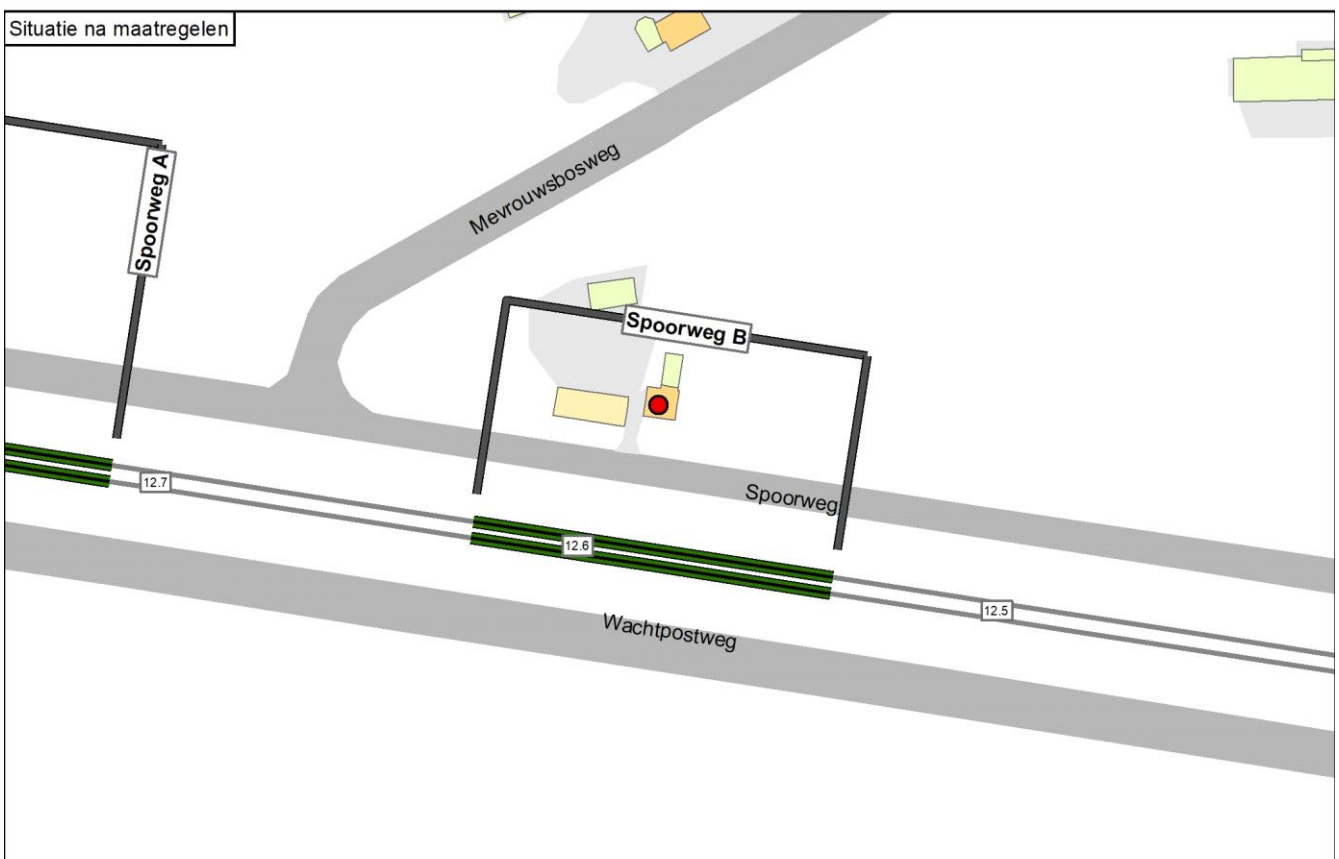 Situatie na maatregelen
Spoorweg A
Mevrouwsbosweg
Spoorweg B
12.7
Spoorweg
12.6
12.5
Wachtpostweg